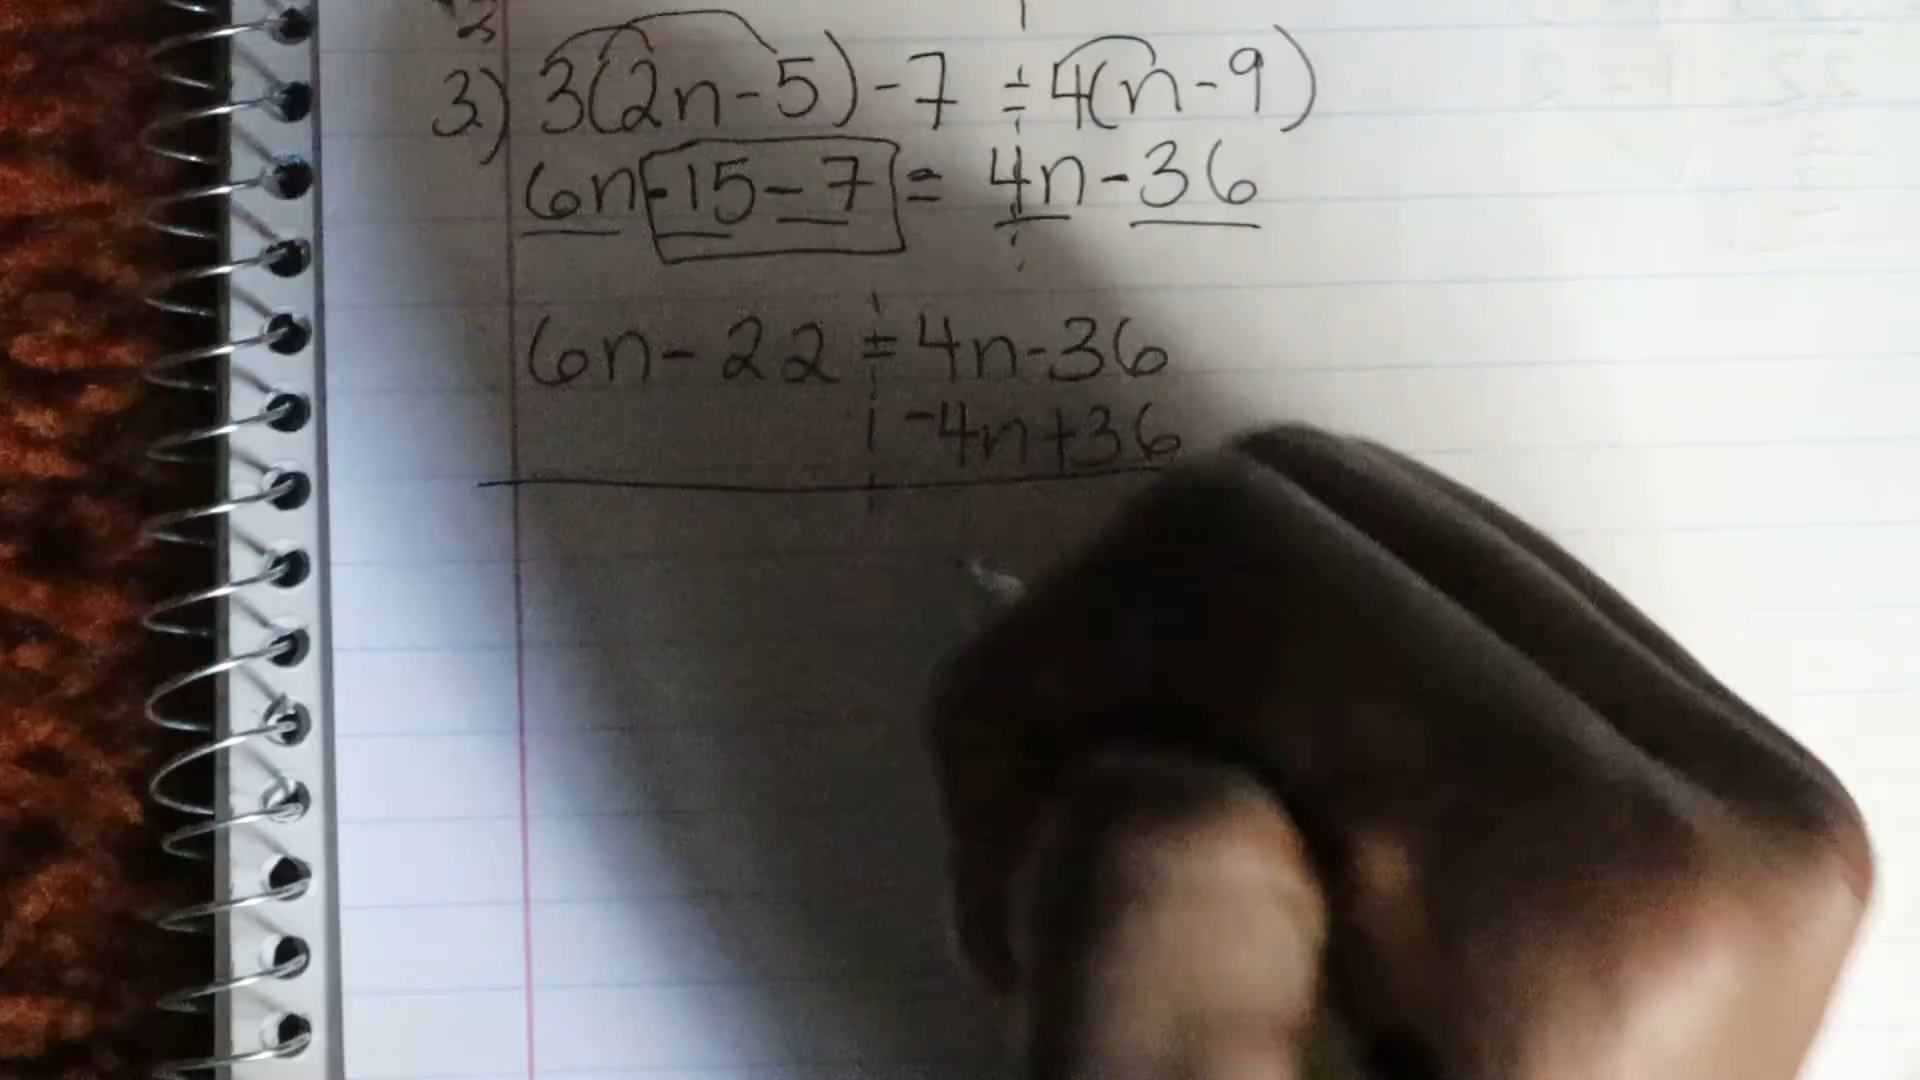 3) 3(2n-5)-7 = 4(n-9)
6n-15-7 = 4n-36
6n-22 = 4n-36
-4n+36